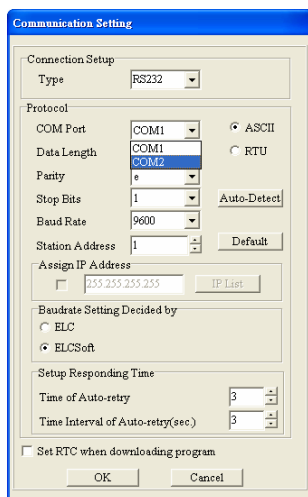 Communication Setting
Connection Setup
Type RS232
Protocol
COM Port COM1 ASCII
Data Length COM1 RTU
COM2
Parity e
Stop Bits 1 Auto-Detect
Baud Rate 9600
Station Address 1 Default
Assign IP Address
255.255.255.255 IP List
Baudrate Setting Decided by
ELC
ELCSoft
Setup Responding Time
Time of Auto-retry 3
Time Interval of Auto-retry(sec.) 3
Set RTC when downloading program
OK Cancel